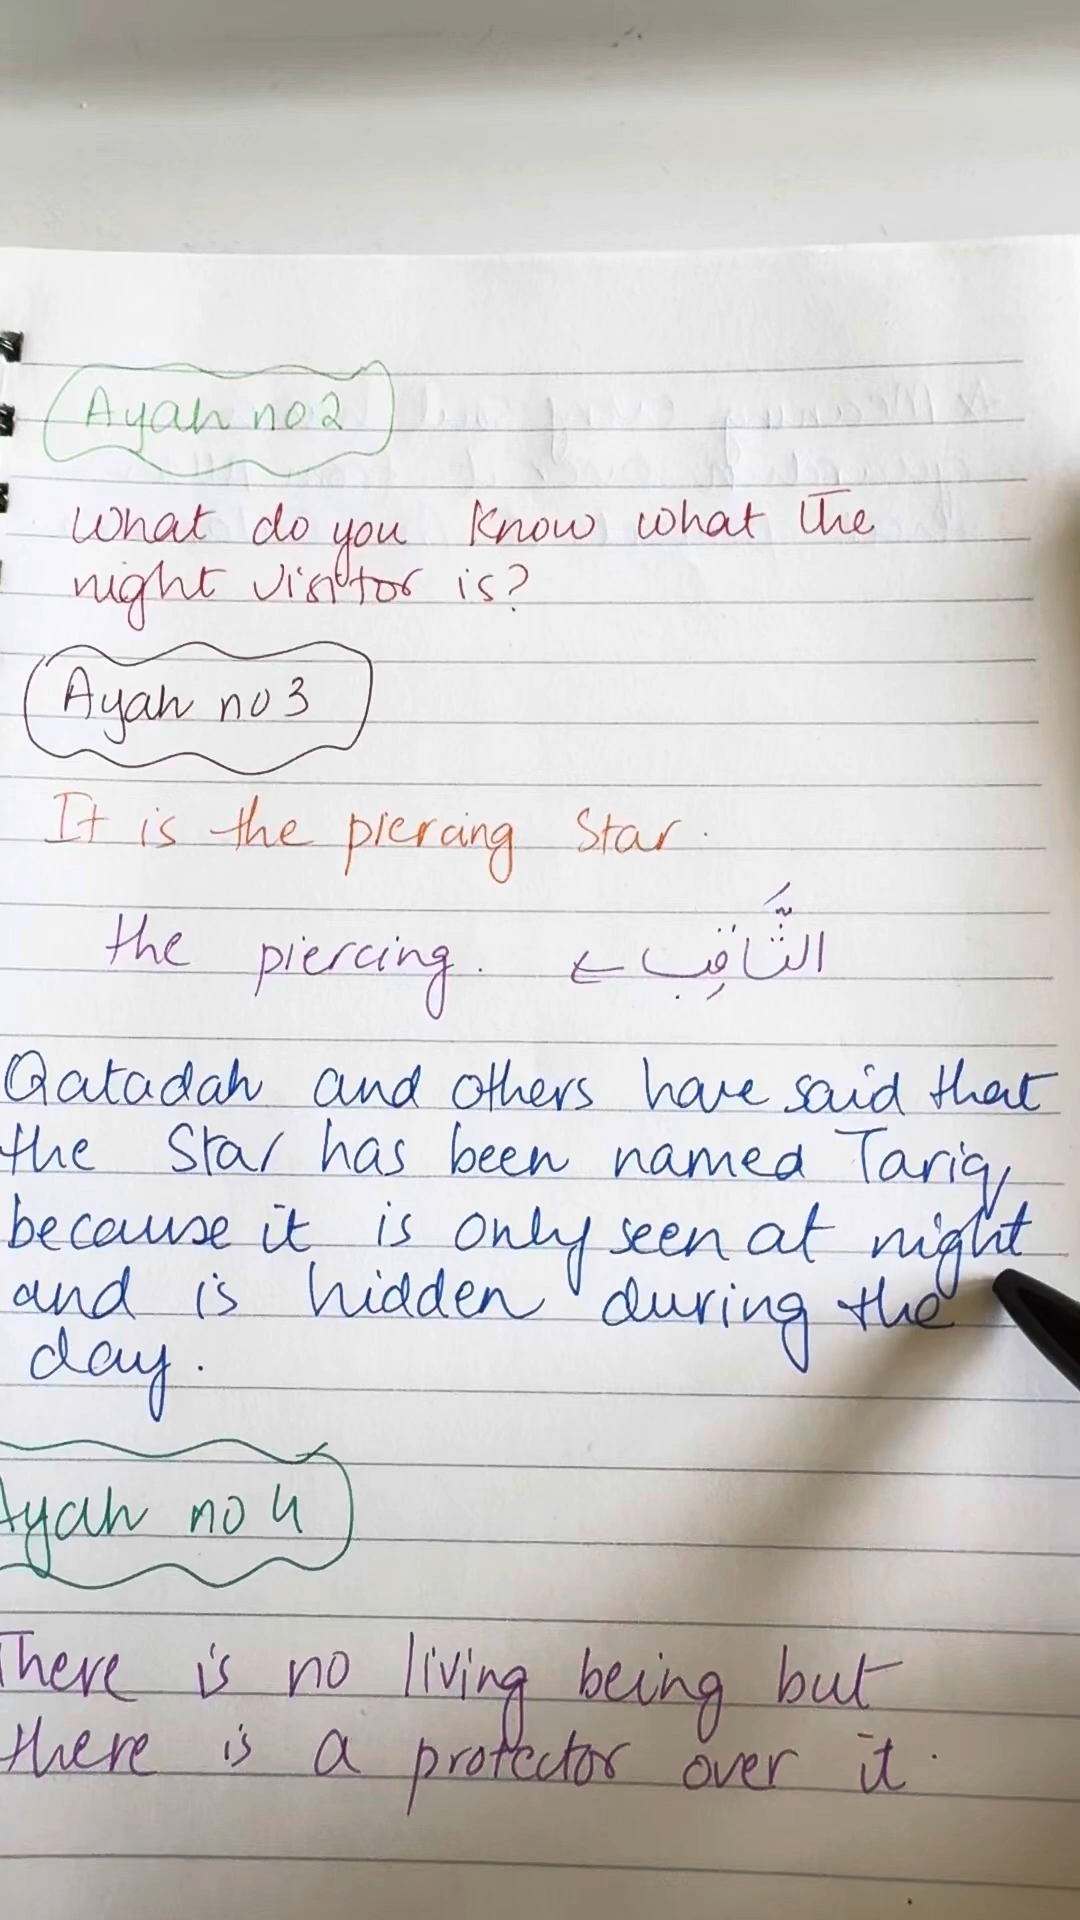 Ayah no 2
What do you know what the
night visitor is?
Ayah no 3
It is the piercing Star.
the piercing. ← الثَّاقِب
Qatadah and others have said that
the Star has been named Tariq,
because it is only seen at night
and is hidden during the
day.
Ayah no 4
There is no living being but
there is a protector over it.